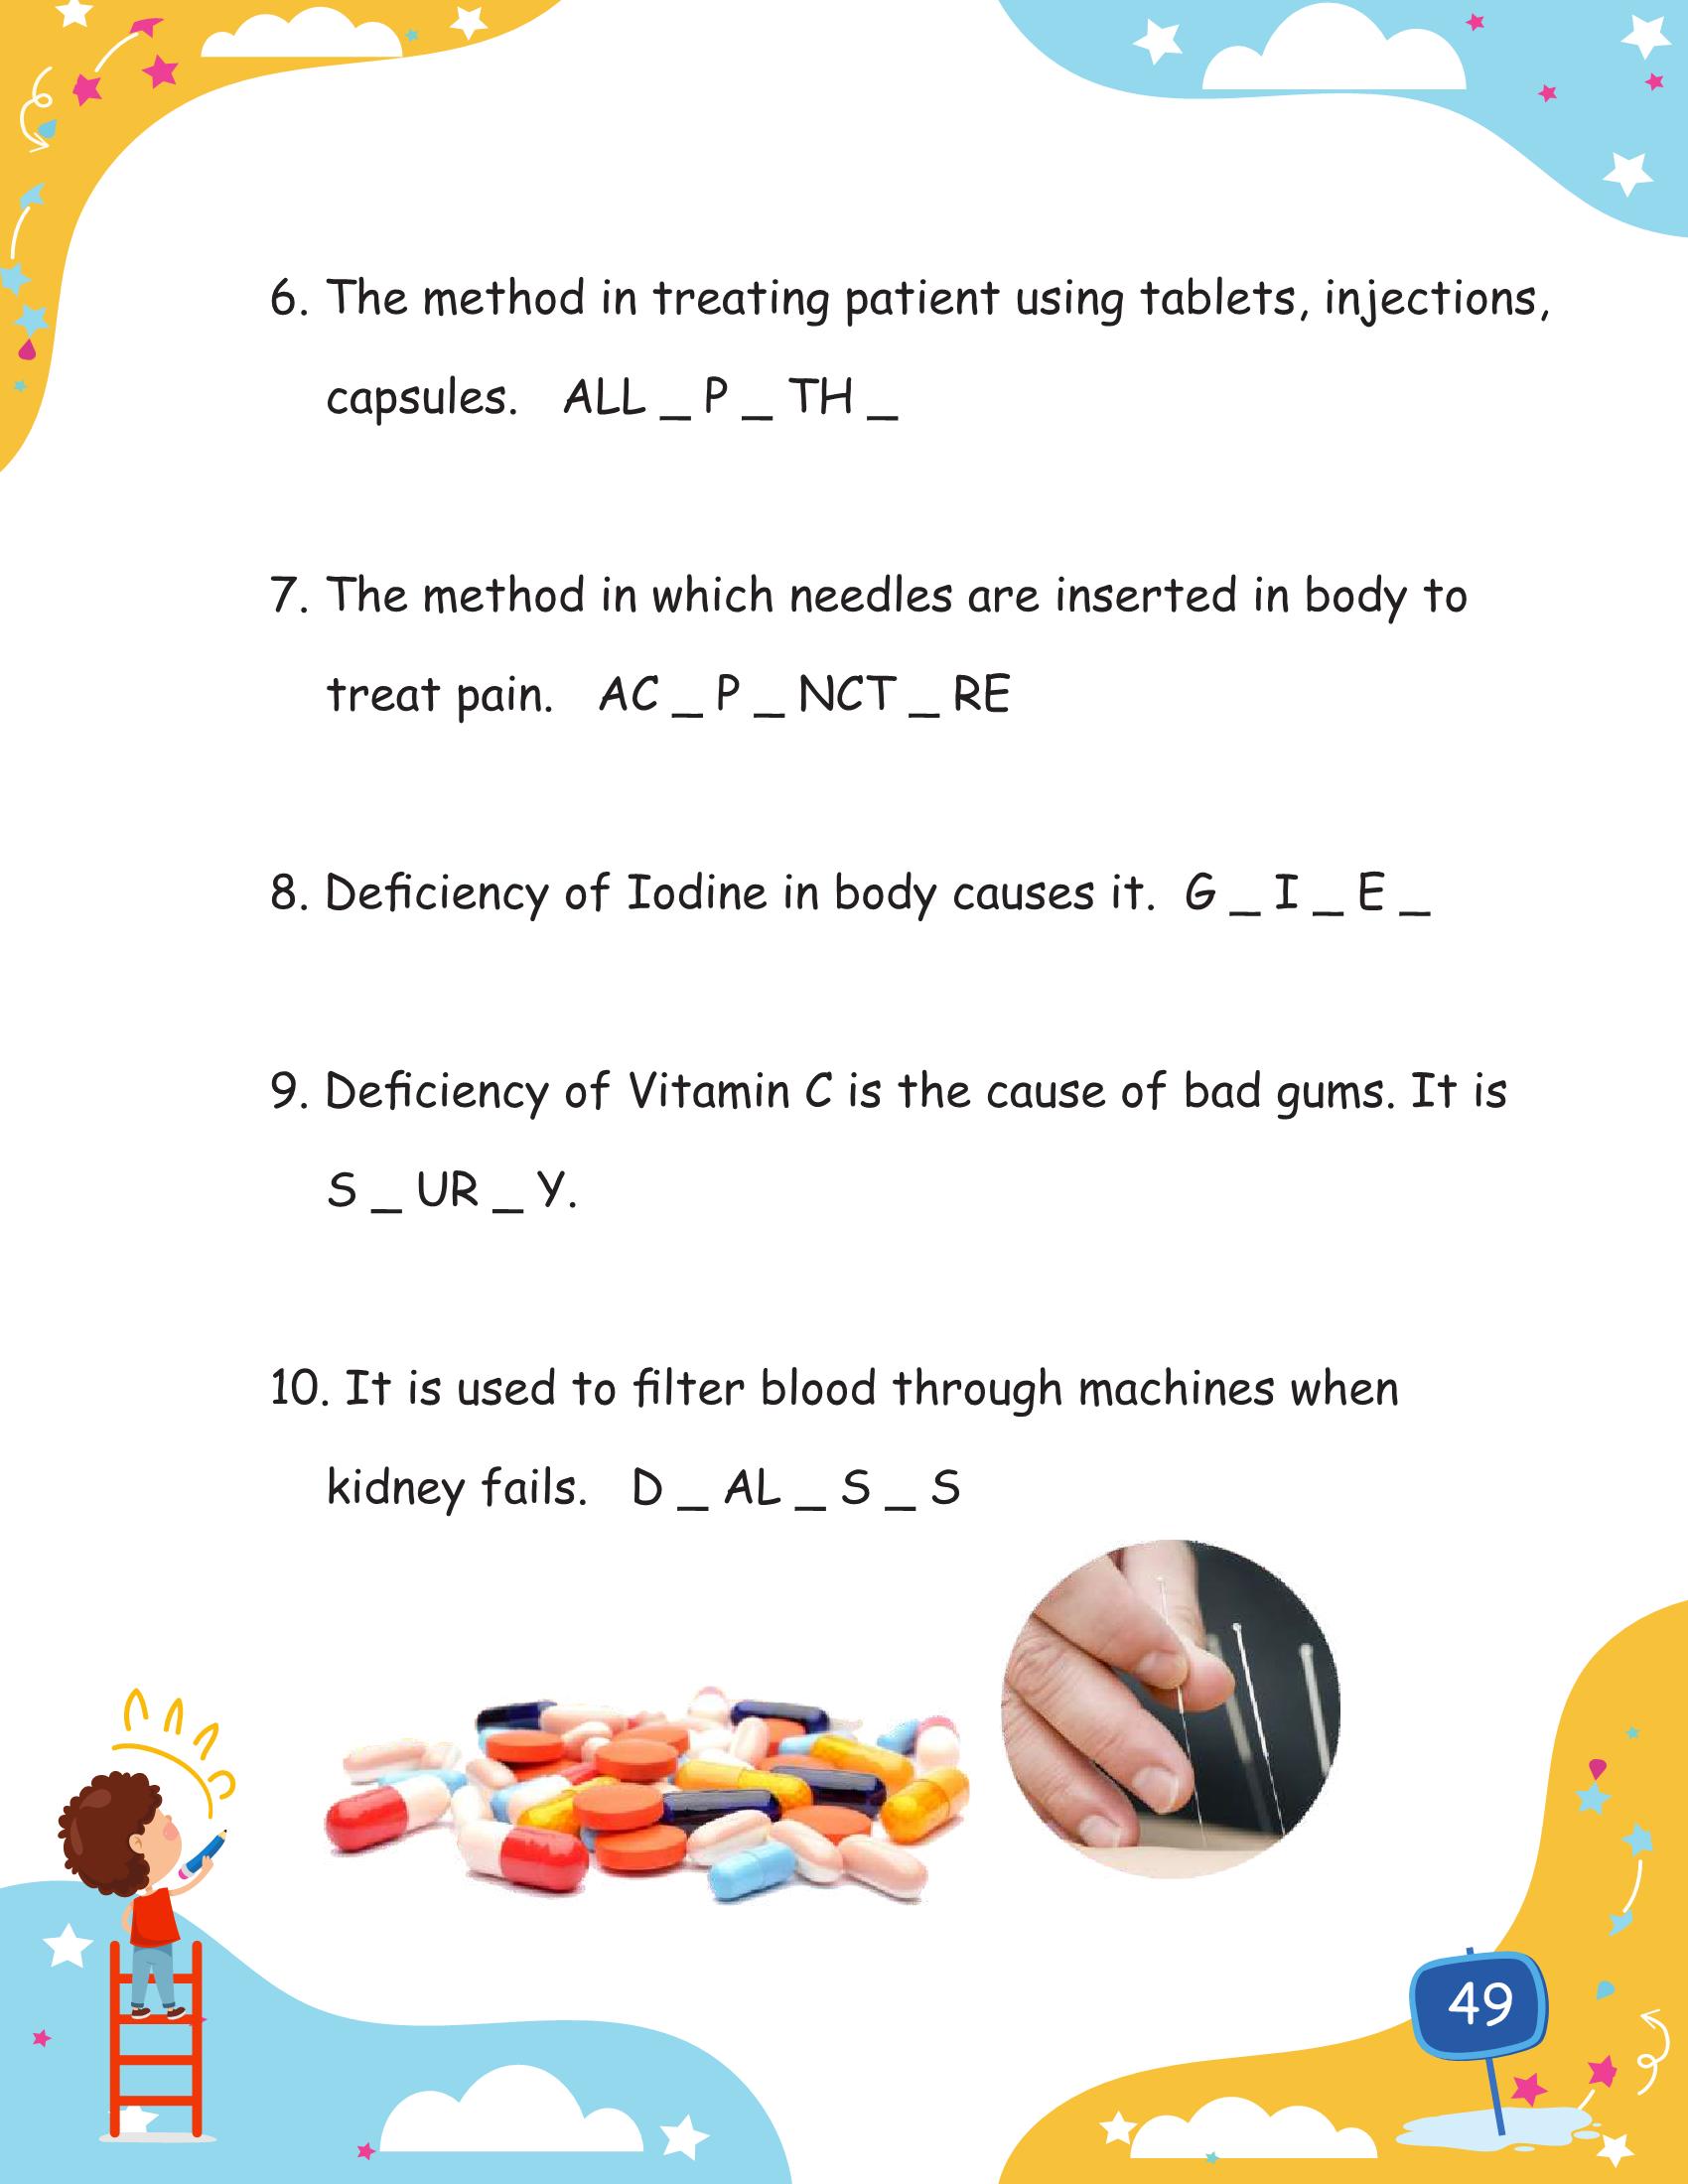 6. The method in treating patient using tablets, injections,
capsules. ALL _ P _ TH _
7. The method in which needles are inserted in body to
treat pain. AC _ P _ NCT _ RE
8. Deficiency of Iodine in body causes it. G _ I _ E _
9. Deficiency of Vitamin C is the cause of bad gums. It is
S _ UR _ Y.
10. It is used to filter blood through machines when
kidney fails. D _ AL _ S _ S
49